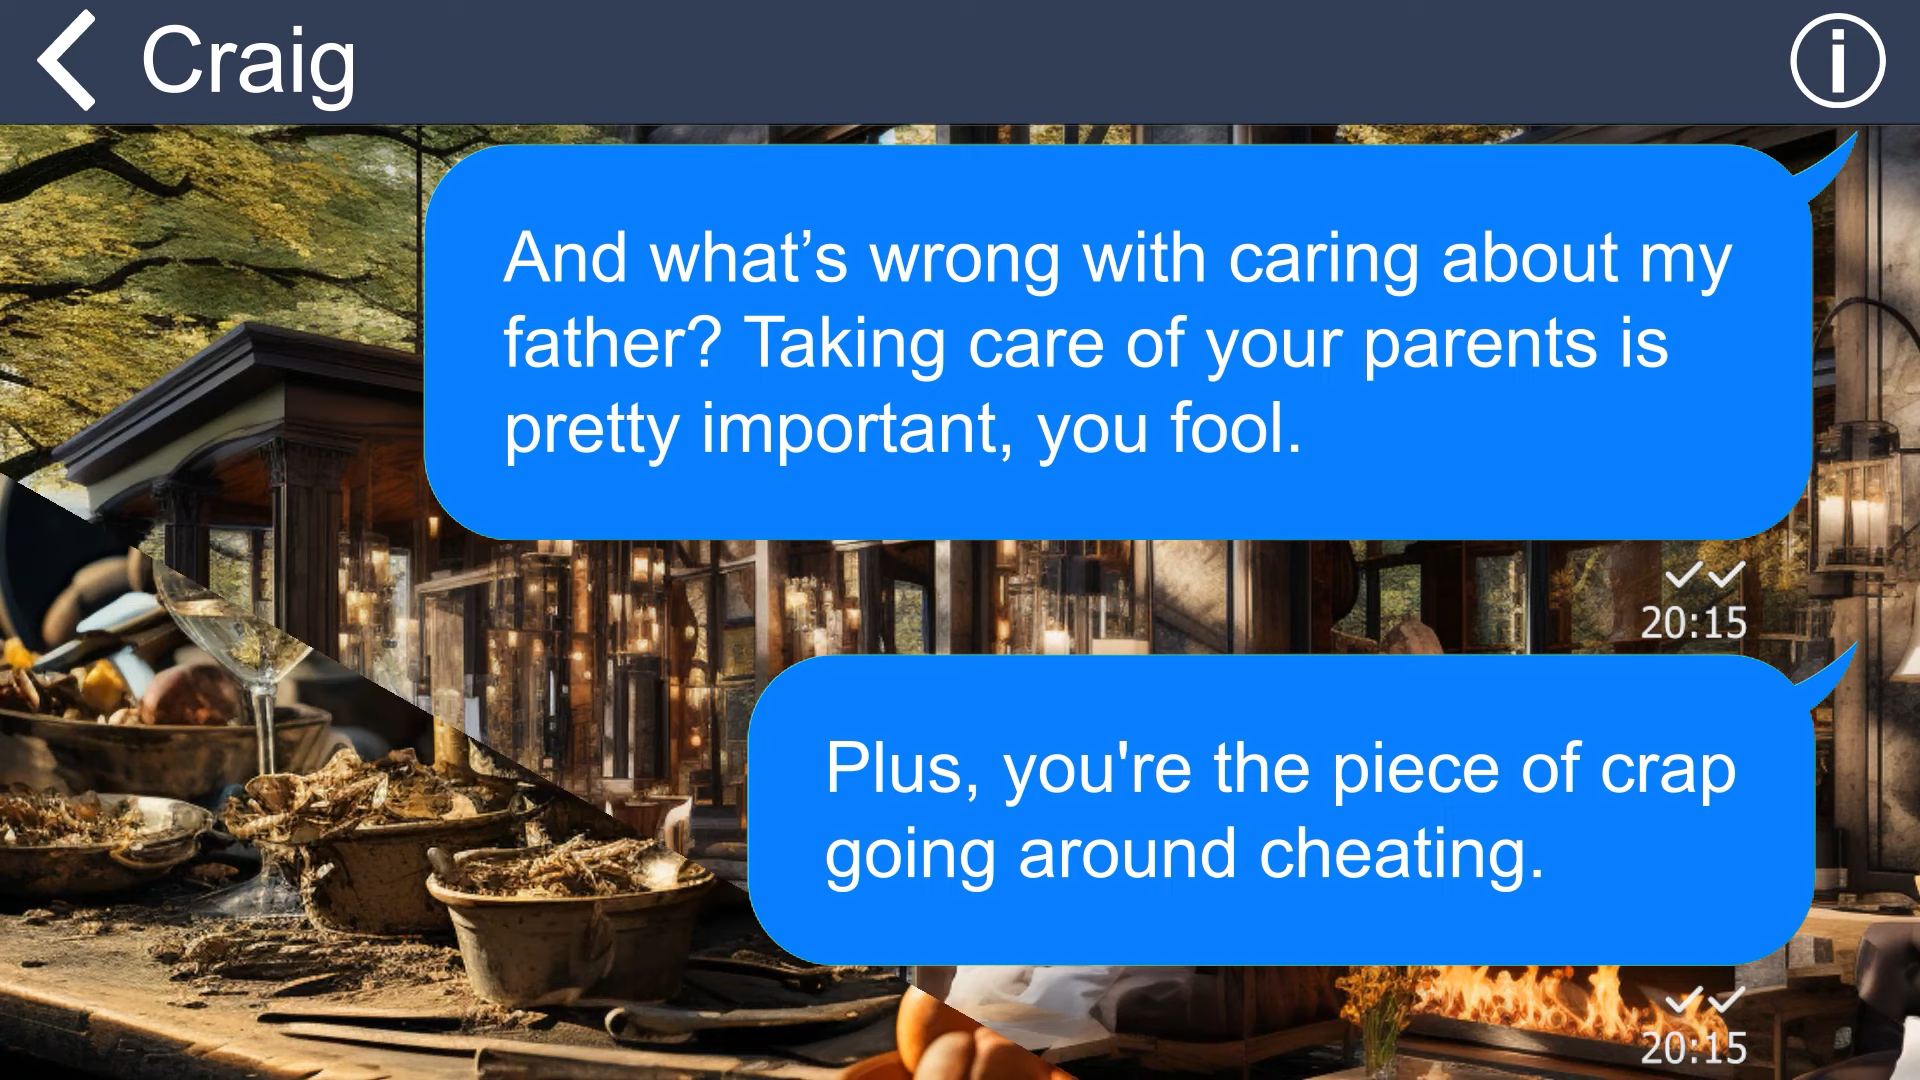 Craig
And what’s wrong with caring about my
father? Taking care of your parents is
pretty important, you fool.
20:15
Plus, you're the piece of crap
going around cheating.
20:15